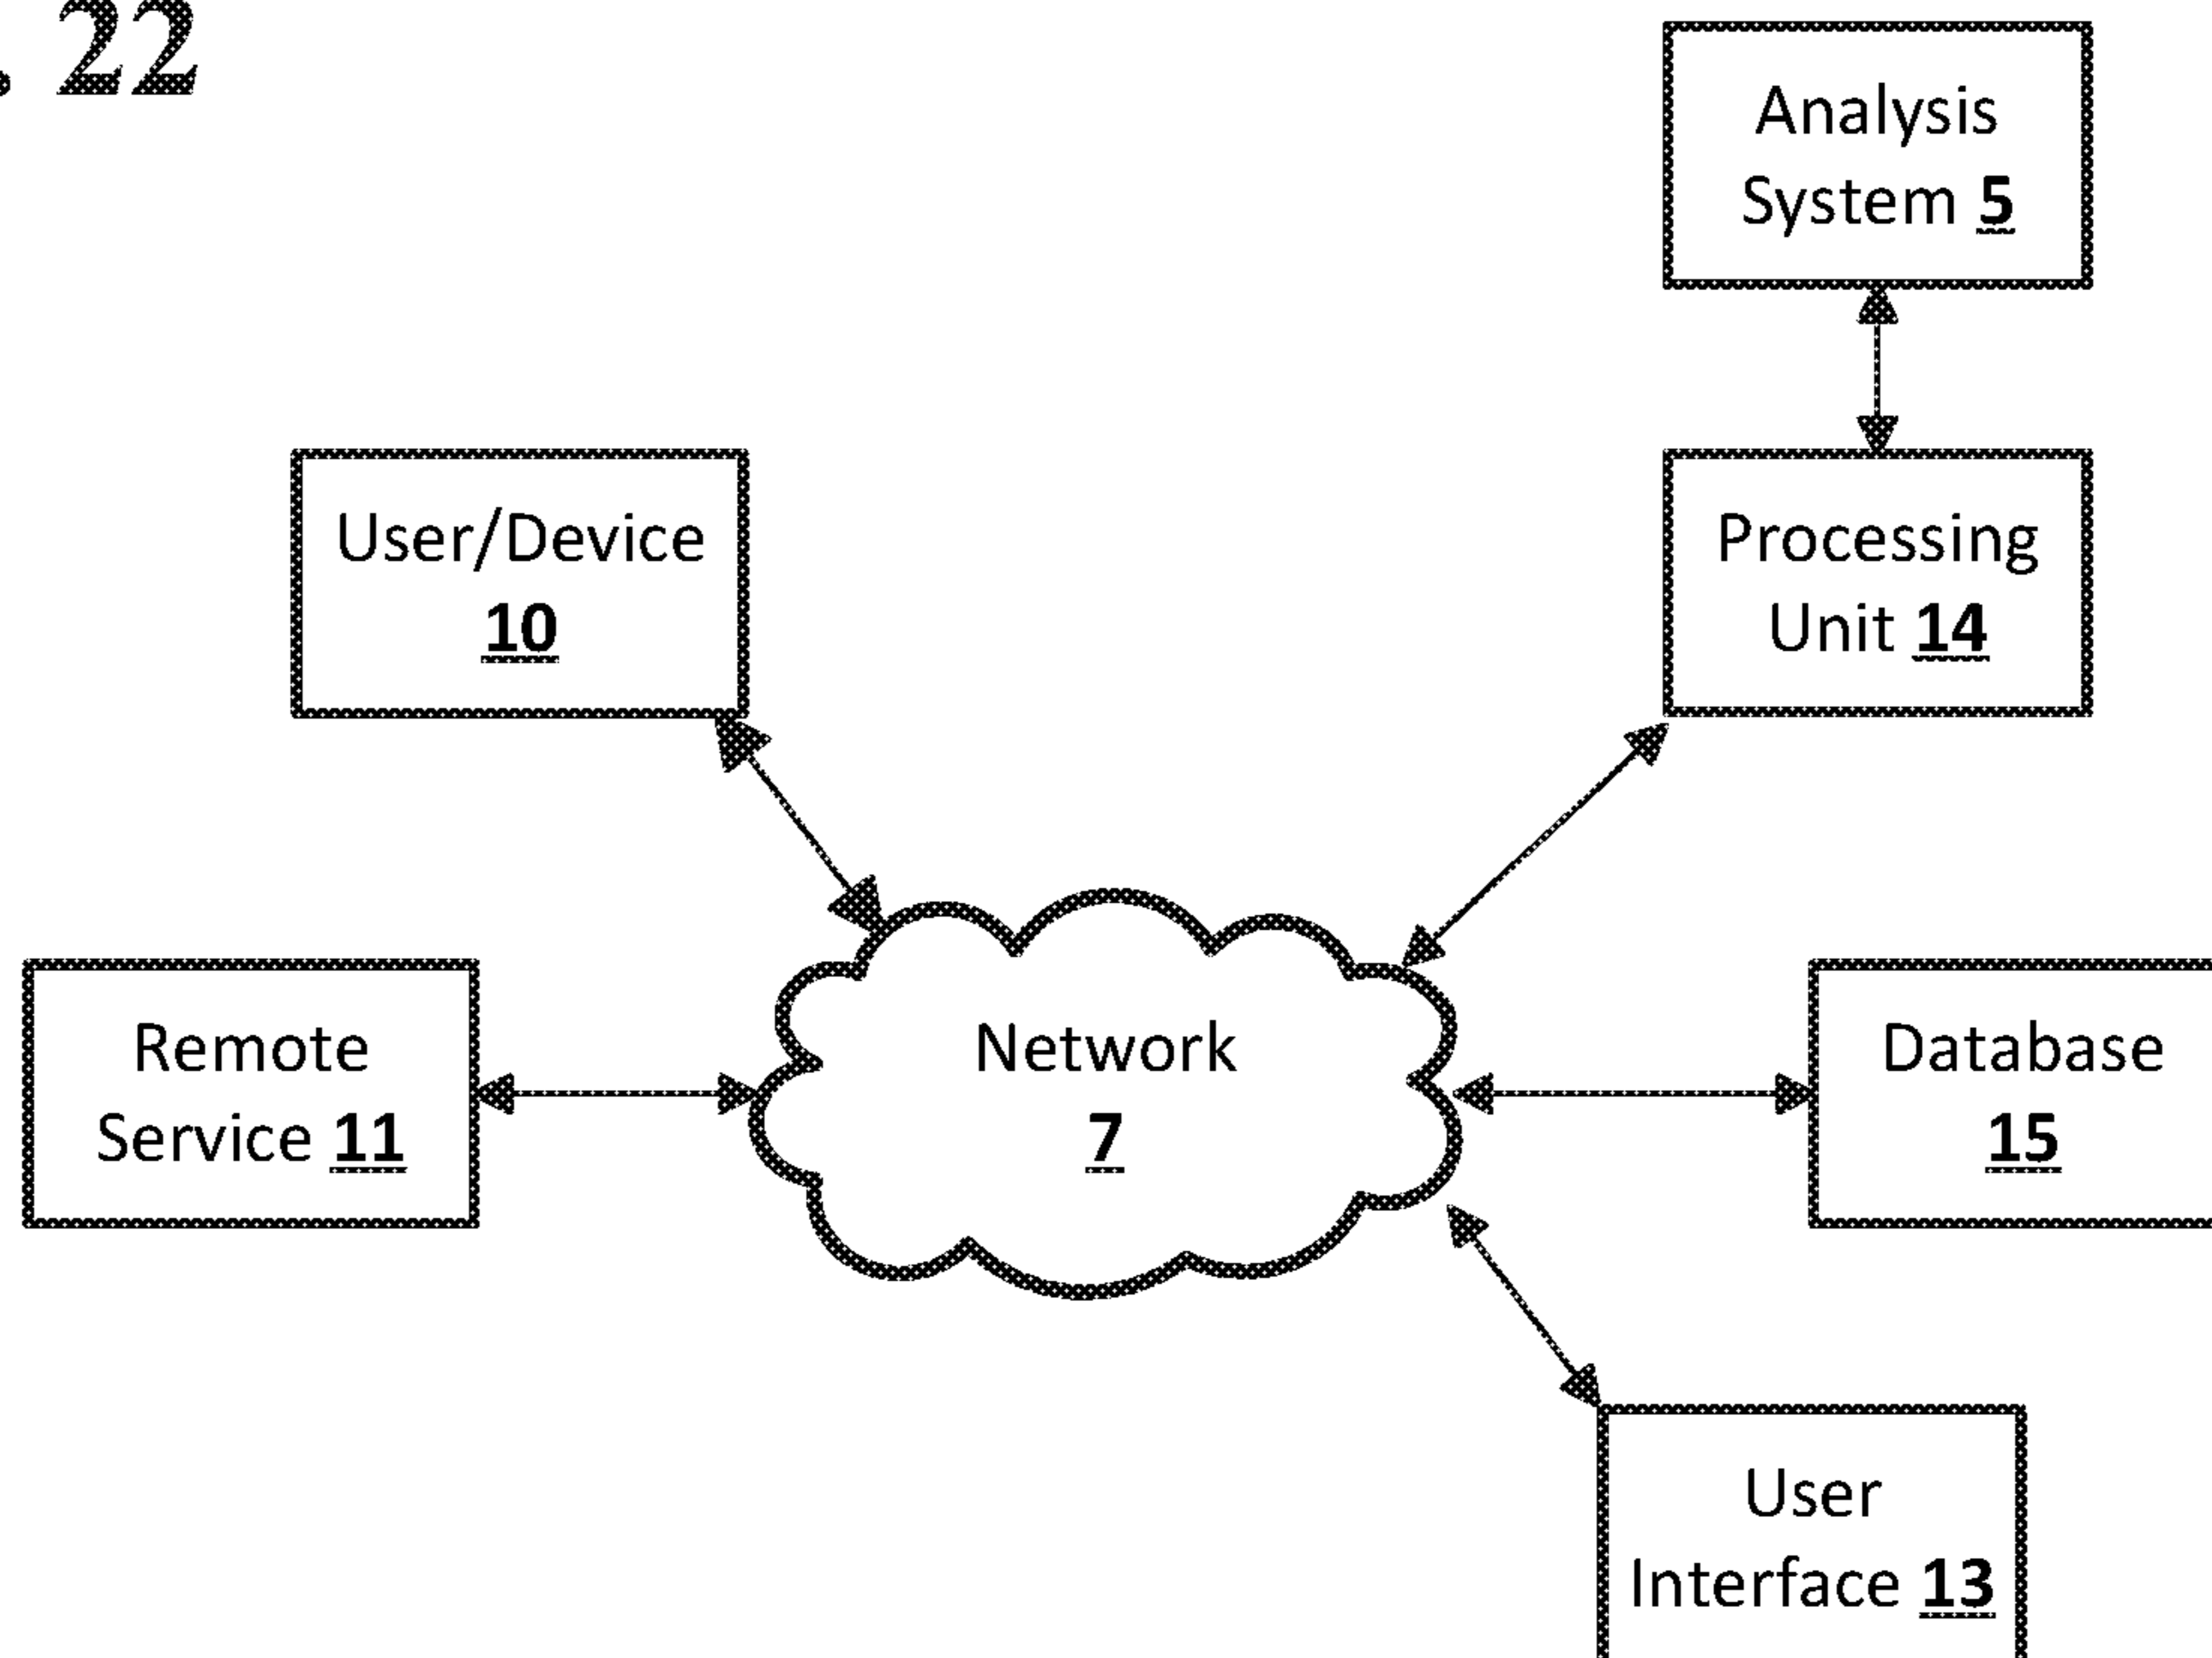 . 22
Analysis
System 5
User/Device
10
Processing
Unit 14
Remote
Service 11
Network
7
Database
15
User
Interface 13